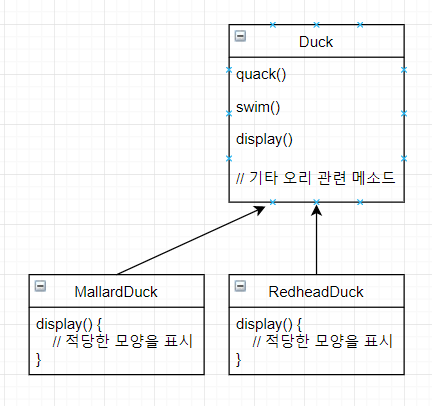 Duck
quack()
swim()
display()
// 기타 오리 관련 메소드
MallardDuck
display() {
// 적당한 모양을 표시
}
RedheadDuck
display() {
// 적당한 모양을 표시
}